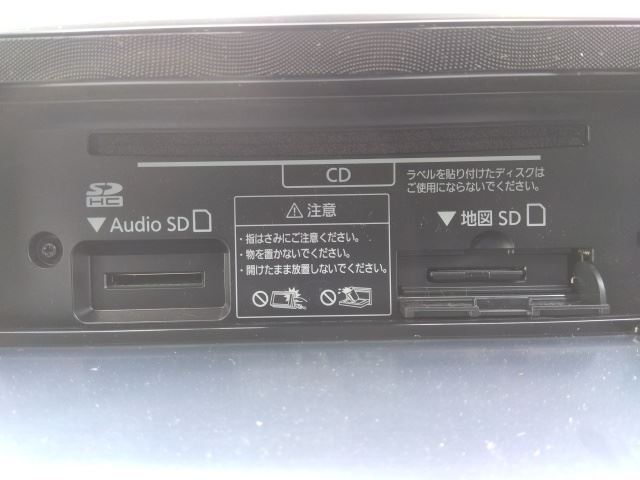 CD
ラベルを貼り付けたディスクは
ご使用にならないでください。
SD
HC
▼Audio SD
⚠注意
・指はさみにご注意ください。
・物を置かないでください。
・開けたまま放置しないでください。
▼地図 SD